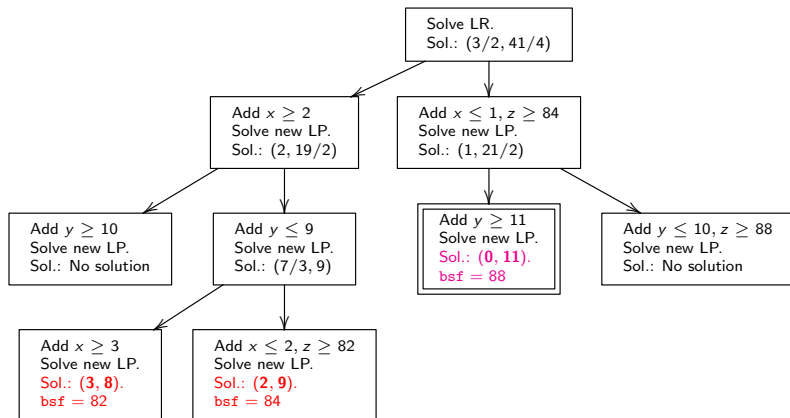 Solve LR.
Sol.: (3/2, 41/4)
Add x ≥ 2
Solve new LP.
Sol.: (2, 19/2)
Add x ≤ 1, z ≥ 84
Solve new LP.
Sol.: (1, 21/2)
Add y ≥ 10
Solve new LP.
Sol.: No solution
Add y ≤ 9
Solve new LP.
Sol.: (7/3, 9)
Add y ≥ 11
Solve new LP.
Sol.: (0, 11).
bsf = 88
Add y ≤ 10, z ≥ 88
Solve new LP.
Sol.: No solution
Add x ≥ 3
Solve new LP.
Sol.: (3, 8).
bsf = 82
Add x ≤ 2, z ≥ 82
Solve new LP.
Sol.: (2, 9).
bsf = 84